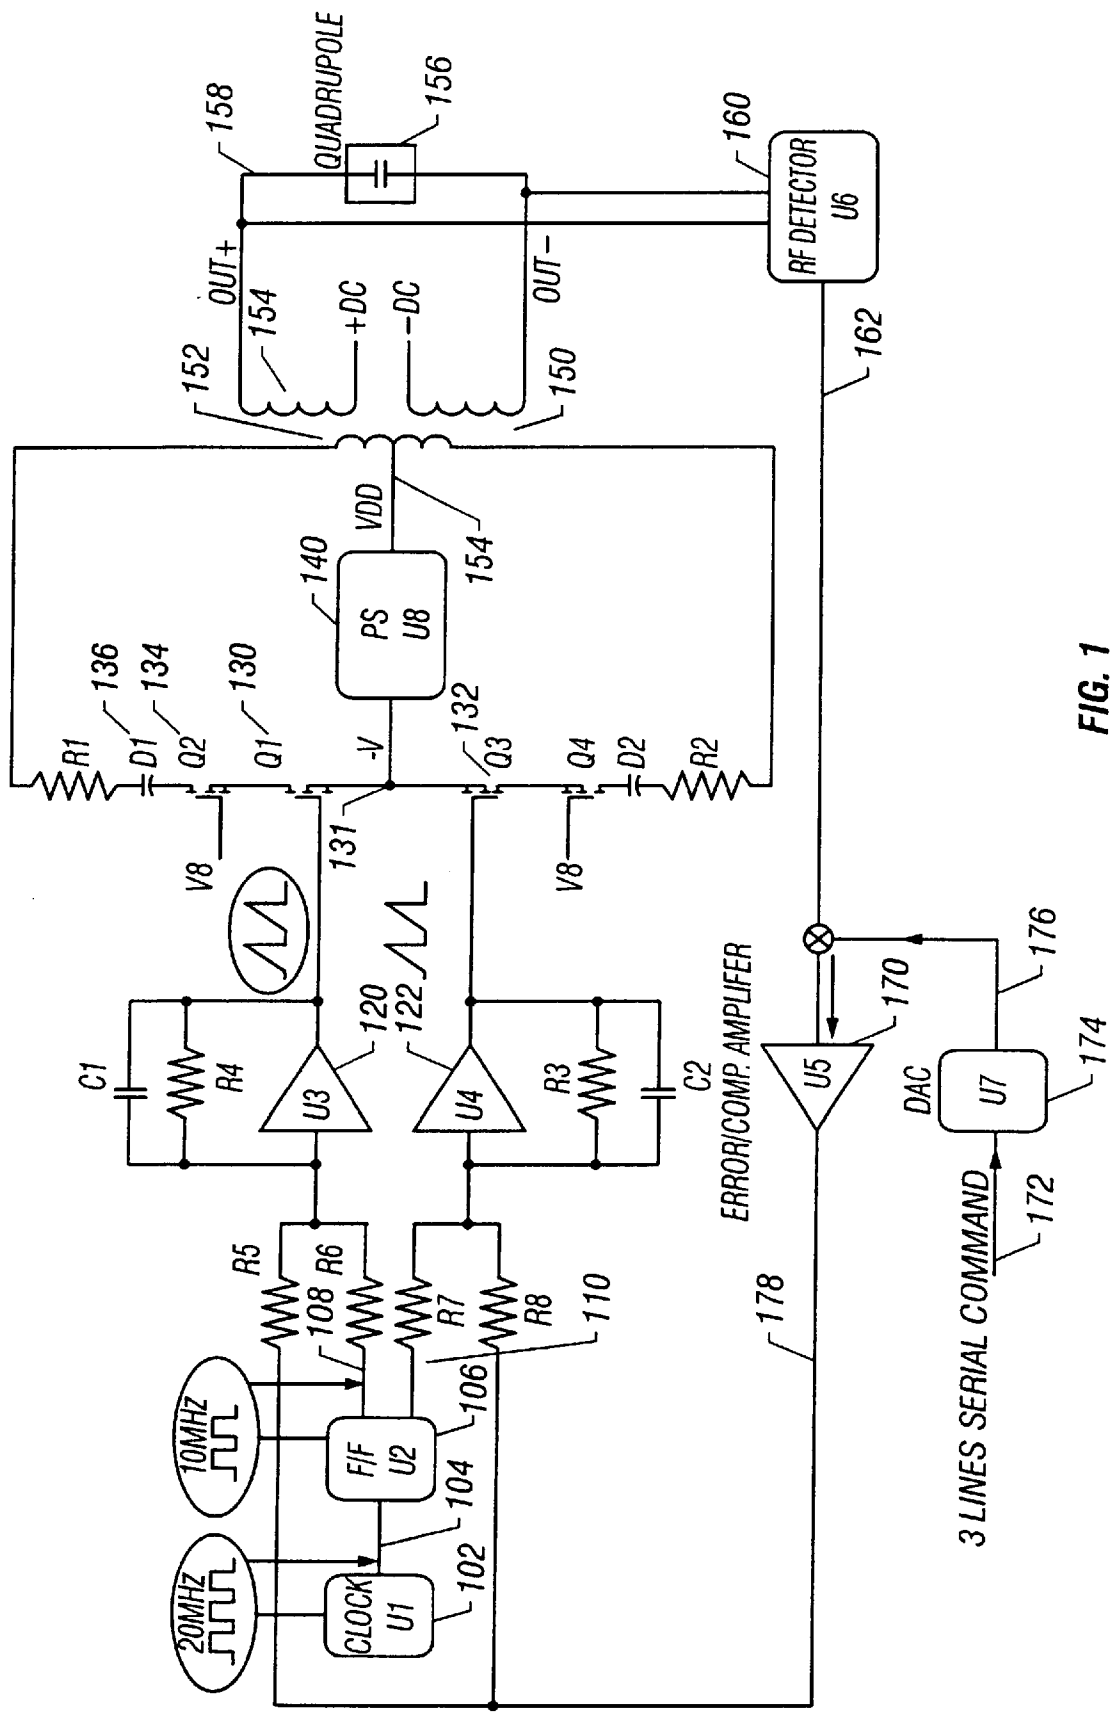 20MHZ
CLOCK
U1
102
104
10MHZ
F/F
U2
106
108
110
R5
R6
R7
R8
C1
R4
U3
120
122
U4
R3
C2
V8
V8
R1
136
D1
134
Q2
130
Q1
131
-V
132
Q3
Q4
D2
R2
140
PS
U8
VDD
154
152
150
154
OUT+
+DC
-DC
OUT-
158
QUADRUPOLE
156
160
RF DETECTOR
U6
162
ERROR/COMP. AMPLIFER
U5
170
176
DAC
U7
174
3 LINES SERIAL COMMAND
172
178
FIG. 1